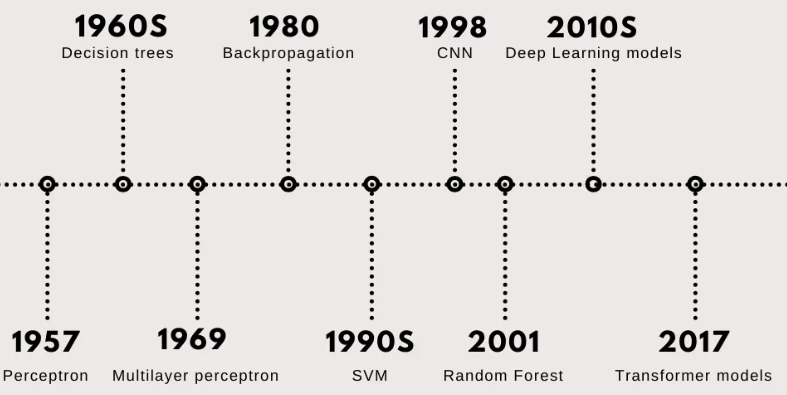 1960S
Decision trees
1980
Backpropagation
1998
CNN
2010S
Deep Learning models
1957
Perceptron
1969
Multilayer perceptron
1990S
SVM
2001
Random Forest
2017
Transformer models